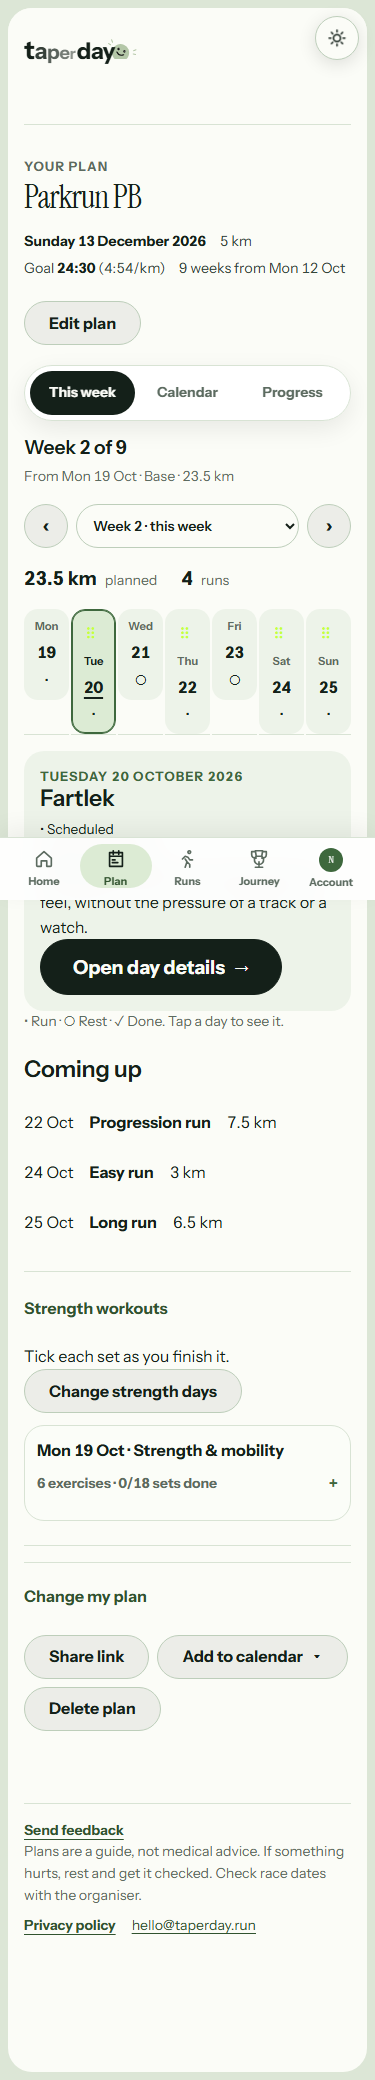 taperday
YOUR PLAN
Parkrun PB
Sunday 13 December 2026 5 km
Goal 24:30 (4:54/km) 9 weeks from Mon 12 Oct
Edit plan
This week Calendar Progress
Week 2 of 9
From Mon 19 Oct · Base · 23.5 km
‹ Week 2 · this week ›
23.5 km planned 4 runs
Mon Tue Wed Thu Fri Sat Sun
19 20 21 22 23 24 25
TUESDAY 20 OCTOBER 2026
Fartlek
• Scheduled
Home Plan Runs Journey N Account
feel, without the pressure of a track or a
watch.
Open day details →
• Run · ○ Rest · ✓ Done. Tap a day to see it.
Coming up
22 Oct Progression run 7.5 km
24 Oct Easy run 3 km
25 Oct Long run 6.5 km
Strength workouts
Tick each set as you finish it.
Change strength days
Mon 19 Oct · Strength & mobility
6 exercises · 0/18 sets done +
Change my plan
Share link Add to calendar
Delete plan
Send feedback
Plans are a guide, not medical advice. If something
hurts, rest and get it checked. Check race dates
with the organiser.
Privacy policy hello@taperday.run